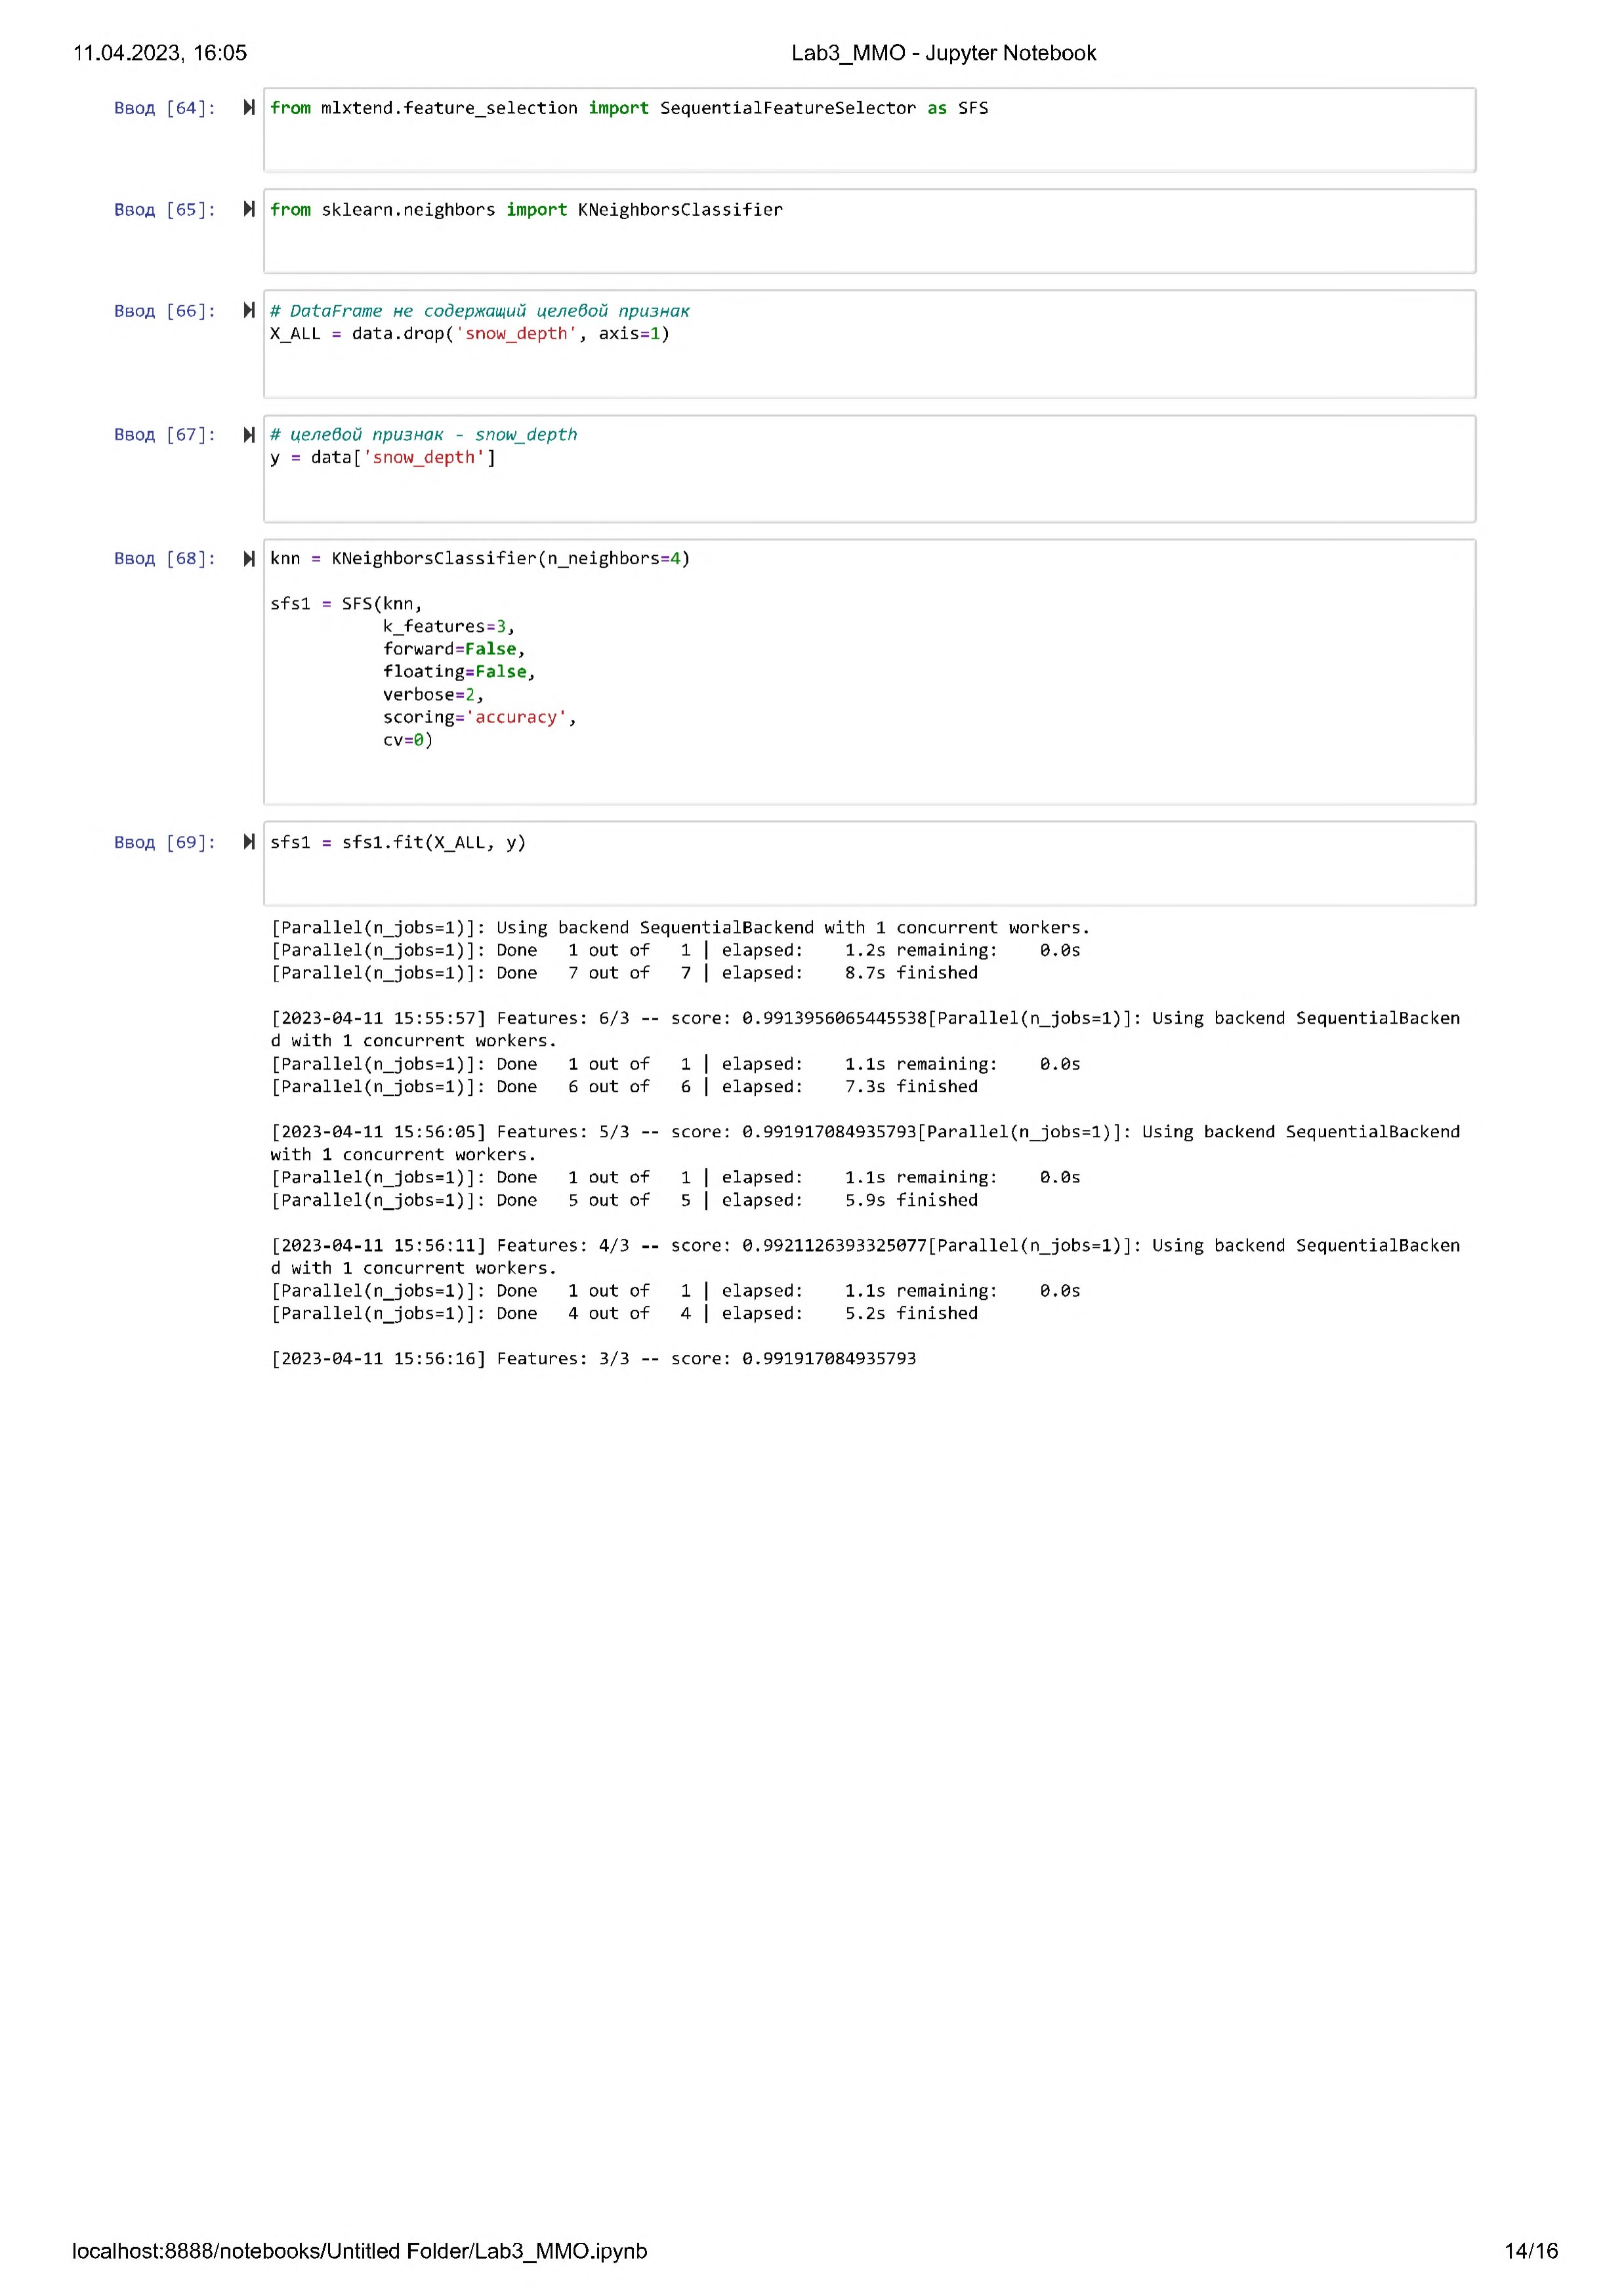 11.04.2023, 16:05
Lab3_MMO - Jupyter Notebook
Ввод [64]:
from mlxtend.feature_selection import SequentialFeatureSelector as SFS
Ввод [65]:
from sklearn.neighbors import KNeighborsClassifier
Ввод [66]:
# DataFrame не содержащий целевой признак
X_ALL = data.drop('snow_depth', axis=1)
Ввод [67]:
# целевой признак - snow_depth
y = data['snow_depth']
Ввод [68]:
knn = KNeighborsClassifier(n_neighbors=4)
sfs1 = SFS(knn,
k_features=3,
forward=False,
floating=False,
verbose=2,
scoring='accuracy',
cv=0)
Ввод [69]:
sfs1 = sfs1.fit(X_ALL, y)
[Parallel(n_jobs=1)]: Using backend SequentialBackend with 1 concurrent workers.
[Parallel(n_jobs=1)]: Done 1 out of 1 | elapsed: 1.2s remaining: 0.0s
[Parallel(n_jobs=1)]: Done 7 out of 7 | elapsed: 8.7s finished
[2023-04-11 15:55:57] Features: 6/3 -- score: 0.9913956065445538[Parallel(n_jobs=1)]: Using backend SequentialBacken
d with 1 concurrent workers.
[Parallel(n_jobs=1)]: Done 1 out of 1 | elapsed: 1.1s remaining: 0.0s
[Parallel(n_jobs=1)]: Done 6 out of 6 | elapsed: 7.3s finished
[2023-04-11 15:56:05] Features: 5/3 -- score: 0.991917084935793[Parallel(n_jobs=1)]: Using backend SequentialBackend
with 1 concurrent workers.
[Parallel(n_jobs=1)]: Done 1 out of 1 | elapsed: 1.1s remaining: 0.0s
[Parallel(n_jobs=1)]: Done 5 out of 5 | elapsed: 5.9s finished
[2023-04-11 15:56:11] Features: 4/3 -- score: 0.9921126393325077[Parallel(n_jobs=1)]: Using backend SequentialBacken
d with 1 concurrent workers.
[Parallel(n_jobs=1)]: Done 1 out of 1 | elapsed: 1.1s remaining: 0.0s
[Parallel(n_jobs=1)]: Done 4 out of 4 | elapsed: 5.2s finished
[2023-04-11 15:56:16] Features: 3/3 -- score: 0.991917084935793
localhost:8888/notebooks/Untitled Folder/Lab3_MMO.ipynb
14/16